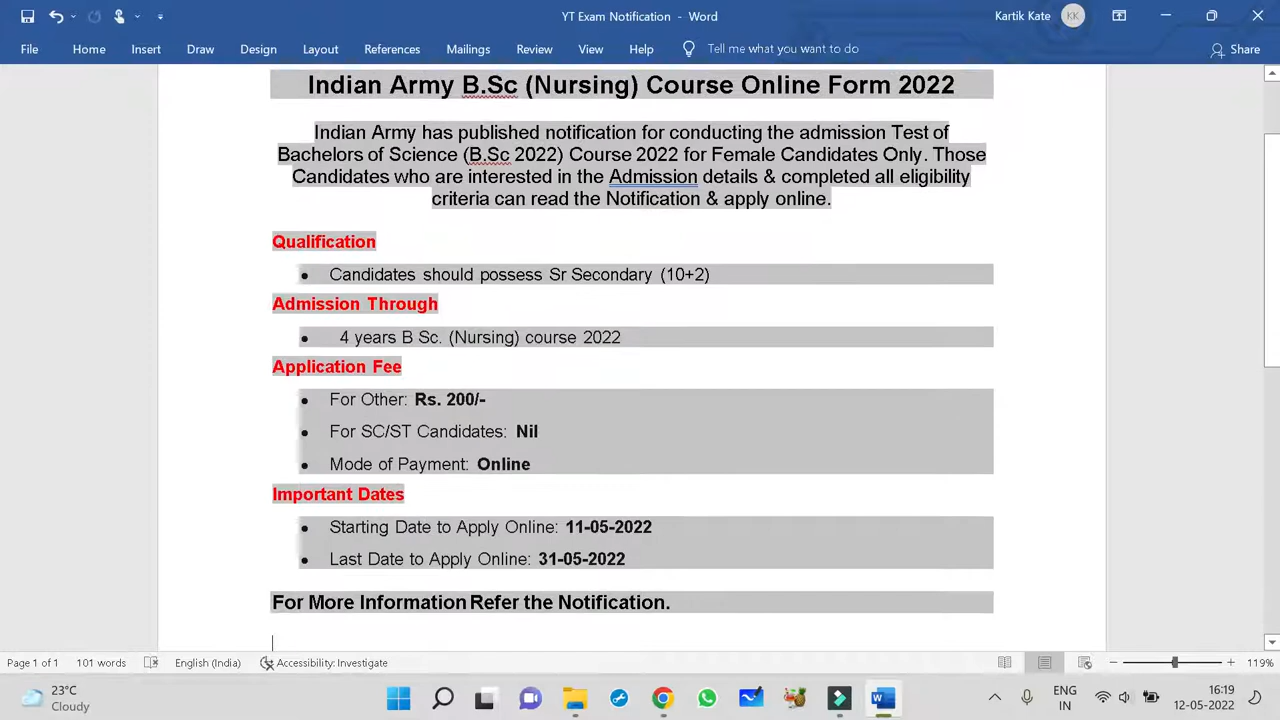 YT Exam Notification - Word
Kartik Kate
KK
File Home Insert Draw Design Layout References Mailings Review View Help Tell me what you want to do Share
Indian Army B.Sc (Nursing) Course Online Form 2022
Indian Army has published notification for conducting the admission Test of
Bachelors of Science (B.Sc 2022) Course 2022 for Female Candidates Only. Those
Candidates who are interested in the Admission details & completed all eligibility
criteria can read the Notification & apply online.
Qualification
• Candidates should possess Sr Secondary (10+2)
Admission Through
• 4 years B Sc. (Nursing) course 2022
Application Fee
• For Other: Rs. 200/-
• For SC/ST Candidates: Nil
• Mode of Payment: Online
Important Dates
• Starting Date to Apply Online: 11-05-2022
• Last Date to Apply Online: 31-05-2022
For More Information Refer the Notification.
Page 1 of 1 101 words English (India) Accessibility: Investigate 119%
23°C
Cloudy
ENG
IN
16:19
12-05-2022